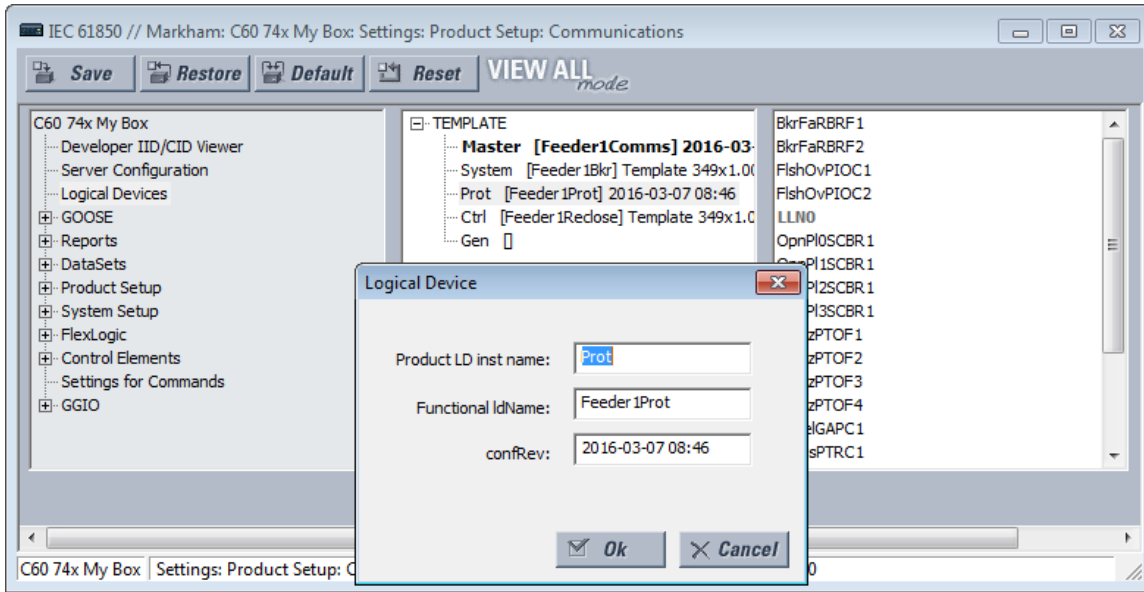 IEC 61850 // Markham: C60 74x My Box: Settings: Product Setup: Communications
Save Restore Default Reset VIEW ALL mode
C60 74x My Box
Developer IID/CID Viewer
Server Configuration
Logical Devices
GOOSE
Reports
DataSets
Product Setup
System Setup
FlexLogic
Control Elements
Settings for Commands
GGIO
TEMPLATE
Master [Feeder1Comms] 2016-03-
System [Feeder1Bkr] Template 349x1.00
Prot [Feeder1Prot] 2016-03-07 08:46
Ctrl [Feeder1Reclose] Template 349x1.0
Gen []
BkrFaRBRF1
BkrFaRBRF2
FlshOvPIOC1
FlshOvPIOC2
LLN0
OpnPl0SCBR1
OpnPl1SCBR1
Pl2SCBR1
Pl3SCBR1
zPTOF1
zPTOF2
zPTOF3
zPTOF4
elGAPC1
sPTRC1
Logical Device
Product LD inst name: Prot
Functional ldName: Feeder1Prot
confRev: 2016-03-07 08:46
Ok Cancel
C60 74x My Box Settings: Product Setup: C
0